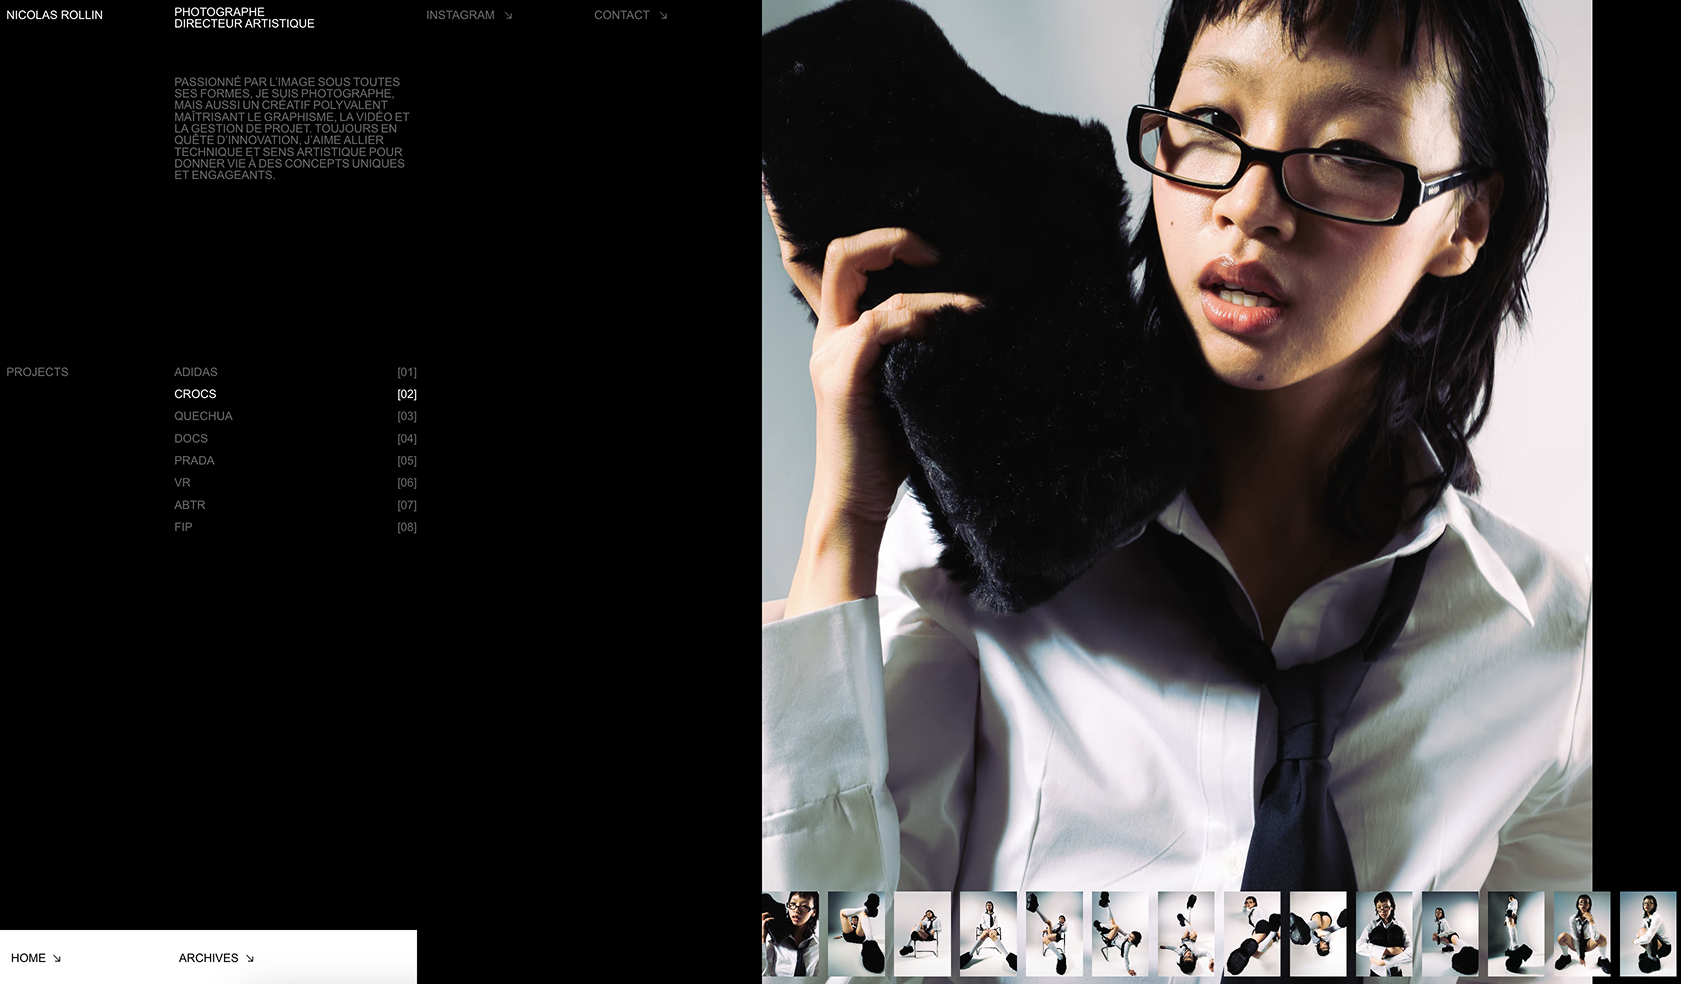 NICOLAS ROLLIN
PHOTOGRAPHE
DIRECTEUR ARTISTIQUE
INSTAGRAM ↘
CONTACT ↘
PASSIONNÉ PAR L'IMAGE SOUS TOUTES
SES FORMES, JE SUIS PHOTOGRAPHE,
MAIS AUSSI UN CRÉATIF POLYVALENT
MAÎTRISANT LE GRAPHISME, LA VIDÉO ET
LA GESTION DE PROJET. TOUJOURS EN
QUÊTE D'INNOVATION, J'AIME ALLIER
TECHNIQUE ET SENS ARTISTIQUE POUR
DONNER VIE À DES CONCEPTS UNIQUES
ET ENGAGEANTS.
PROJECTS
ADIDAS [01]
CROCS [02]
QUECHUA [03]
DOCS [04]
PRADA [05]
VR [06]
ABTR [07]
FIP [08]
HOME ↘
ARCHIVES ↘